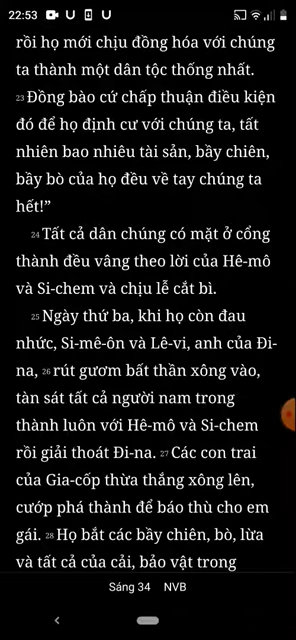 22:53
rồi họ mới chịu đồng hóa với chúng
ta thành một dân tộc thống nhất.
23 Đồng bào cứ chấp thuận điều kiện
đó để họ định cư với chúng ta, tất
nhiên bao nhiêu tài sản, bầy chiên,
bầy bò của họ đều về tay chúng ta
hết!”
24 Tất cả dân chúng có mặt ở cổng
thành đều vâng theo lời của Hê-mô
và Si-chem và chịu lễ cắt bì.
25 Ngày thứ ba, khi họ còn đau
nhức, Si-mê-ôn và Lê-vi, anh của Đi-
na, 26 rút gươm bất thần xông vào,
tàn sát tất cả người nam trong
thành luôn với Hê-mô và Si-chem
rồi giải thoát Đi-na. 27 Các con trai
của Gia-cốp thừa thắng xông lên,
cướp phá thành để báo thù cho em
gái. 28 Họ bắt các bầy chiên, bò, lừa
và tất cả của cải, bảo vật trong
Sáng 34 NVB